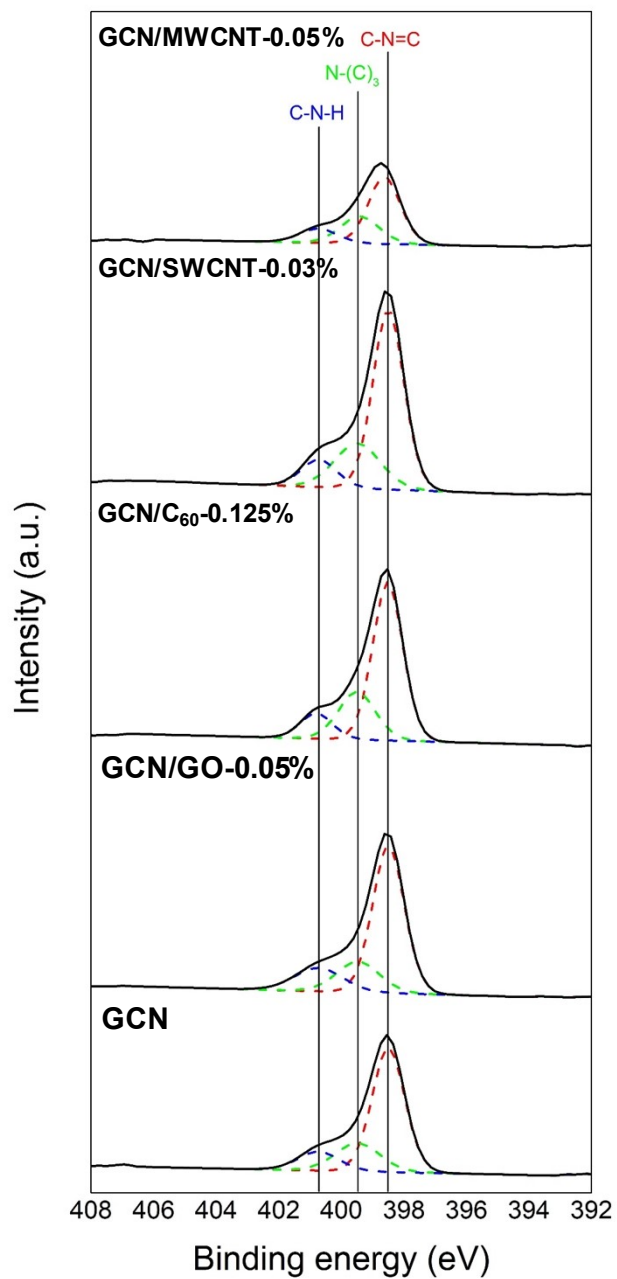 GCN/MWCNT-0.05%
C-N=C
N-(C)₃
C-N-H
GCN/SWCNT-0.03%
GCN/C₆₀-0.125%
GCN/GO-0.05%
GCN
Intensity (a.u.)
408 406 404 402 400 398 396 394 392
Binding energy (eV)